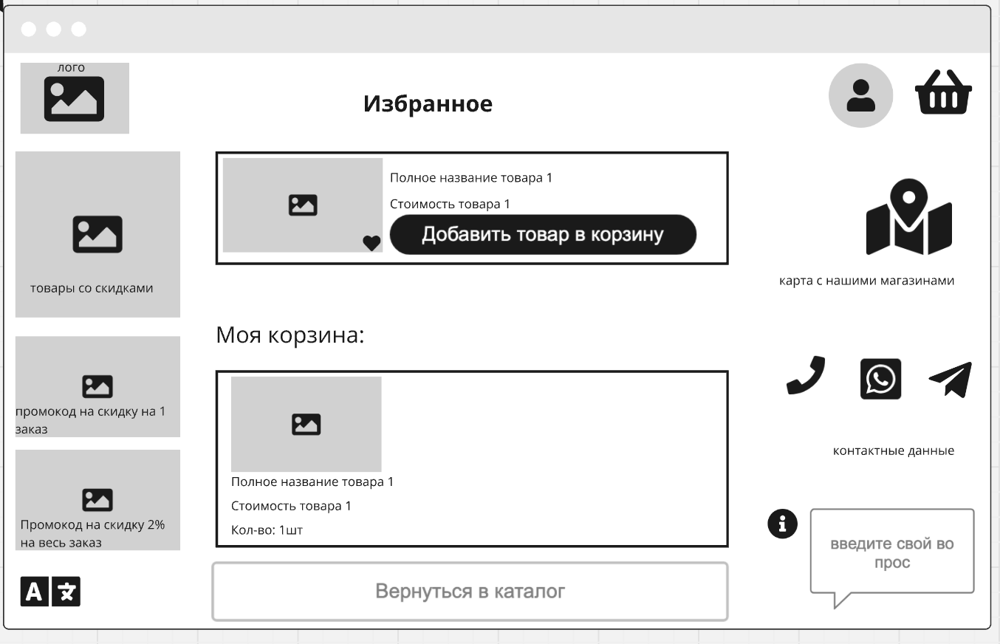 лого
Избранное
Полное название товара 1
Стоимость товара 1
Добавить товар в корзину
товары со скидками
карта с нашими магазинами
Моя корзина:
промокод на скидку на 1
заказ
Полное название товара 1
Стоимость товара 1
Кол-во: 1шт
контактные данные
Промокод на скидку 2%
на весь заказ
введите свой во
прос
A 文
Вернуться в каталог